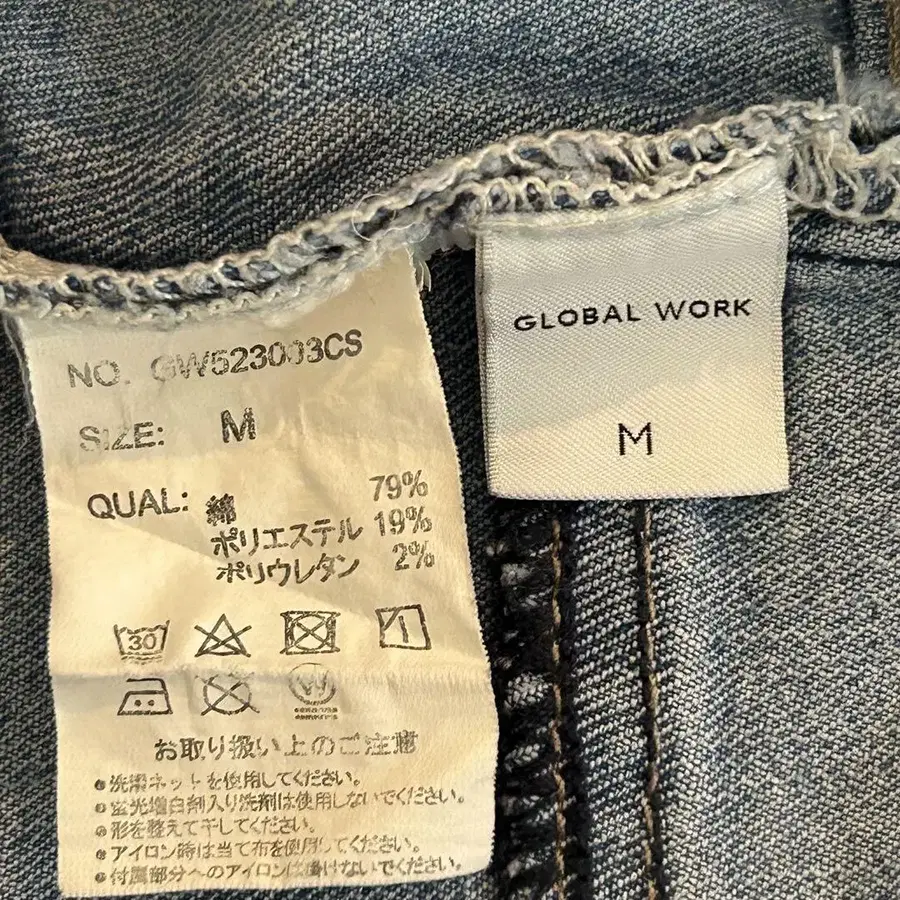 NO. GW523003CS
SIZE: M
QUAL: 綿 79%
ポリエステル 19%
ポリウレタン 2%
30
W
お取り扱い上のご注意
●洗濯ネットを使用してください。
●蛍光増白剤入り洗剤は使用しないでください。
●形を整えて干してください。
●アイロン時は当て布を使用してください。
●付属部分へのアイロンは掛けないでください。
GLOBAL WORK
M